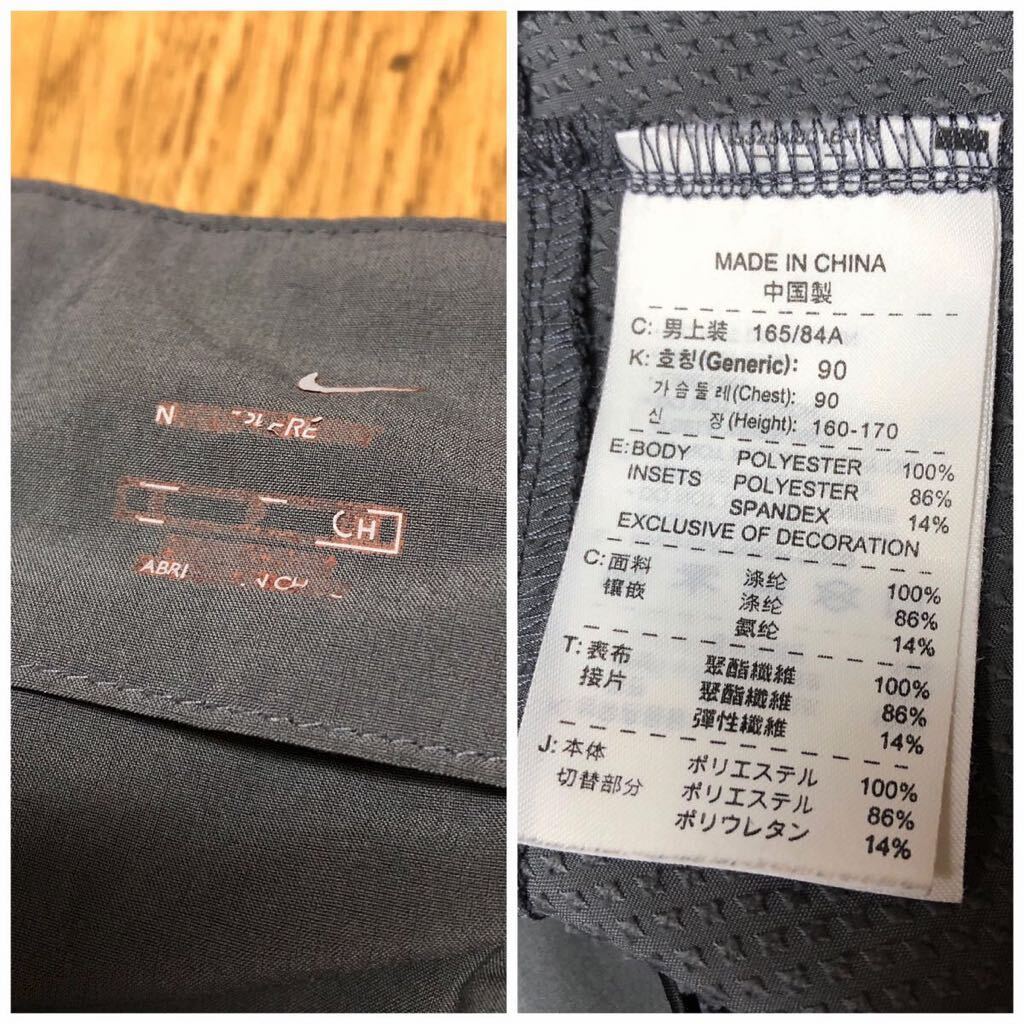 N
RE
CH
ABRI
CH
MADE IN CHINA
中国製
C: 男上装 165/84A
K: 호칭(Generic): 90
가슴둘레(Chest): 90
신 장(Height): 160-170
E: BODY POLYESTER 100%
INSETS POLYESTER 86%
SPANDEX 14%
EXCLUSIVE OF DECORATION
C: 面料 涤纶 100%
镶嵌 涤纶 86%
氨纶 14%
T: 表布 聚酯纖維 100%
接片 聚酯纖維 86%
彈性纖維 14%
J: 本体 ポリエステル 100%
切替部分 ポリエステル 86%
ポリウレタン 14%